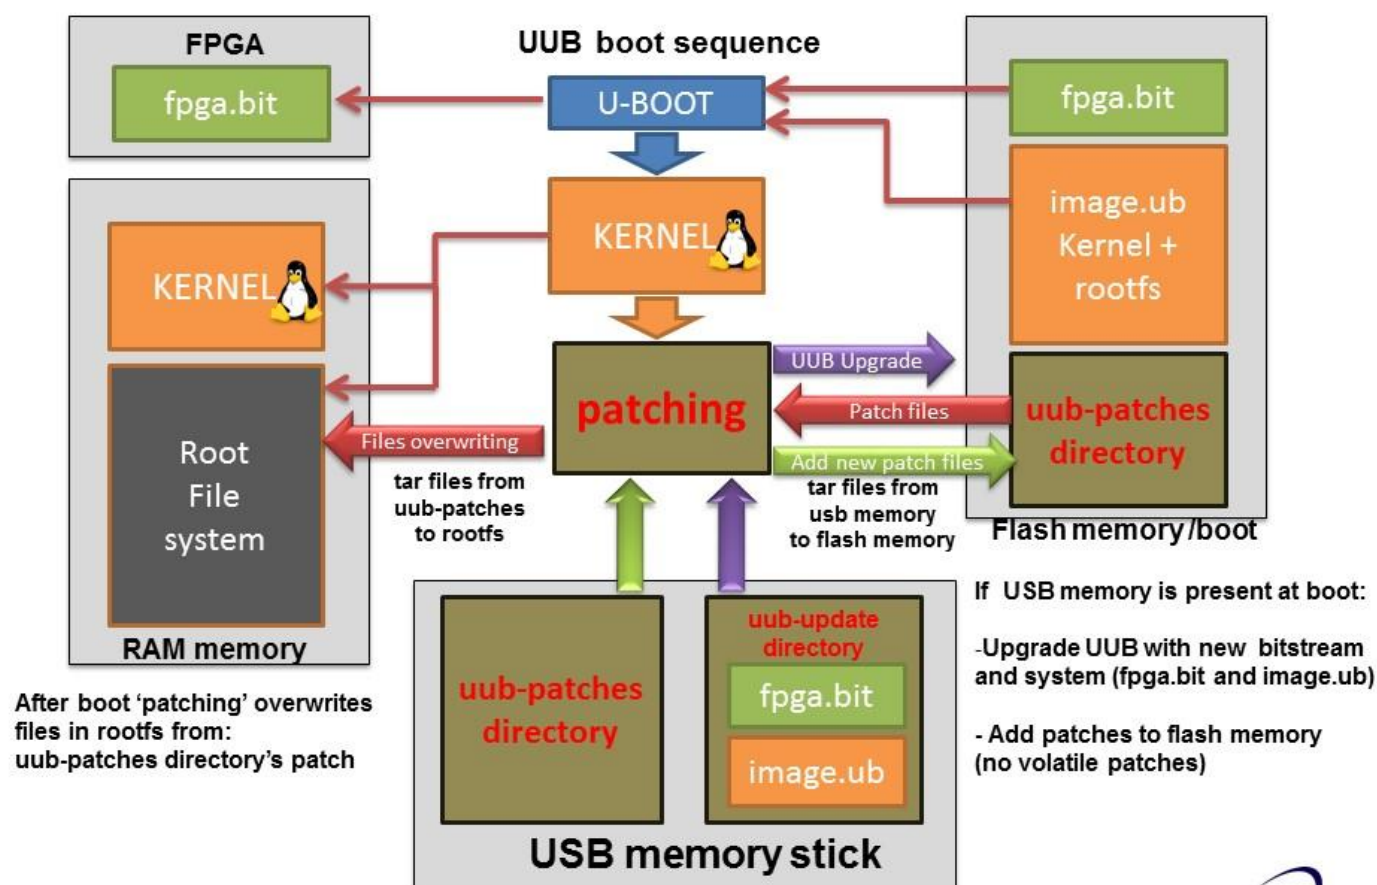 UUB boot sequence
FPGA
fpga.bit
U-BOOT
KERNEL
patching
KERNEL
Root
File
system
RAM memory
Files overwriting
tar files from
uub-patches
to rootfs
After boot ‘patching’ overwrites
files in rootfs from:
uub-patches directory’s patch
fpga.bit
image.ub
Kernel +
rootfs
uub-patches
directory
Flash memory /boot
UUB Upgrade
Patch files
Add new patch files
tar files from
usb memory
to flash memory
If USB memory is present at boot:
-Upgrade UUB with new bitstream
and system (fpga.bit and image.ub)
- Add patches to flash memory
(no volatile patches)
uub-patches
directory
uub-update
directory
fpga.bit
image.ub
USB memory stick